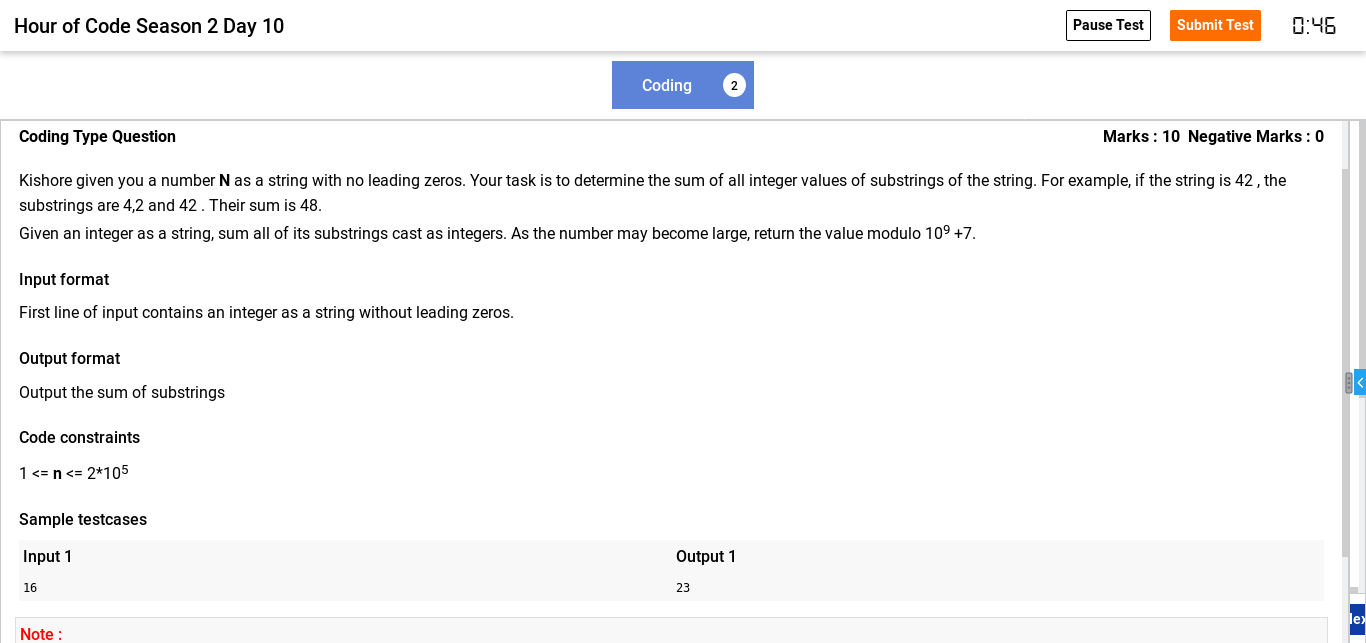 Hour of Code Season 2 Day 10
Pause Test
Submit Test
0:46
Coding 2
Coding Type Question
Marks : 10 Negative Marks : 0
Kishore given you a number N as a string with no leading zeros. Your task is to determine the sum of all integer values of substrings of the string. For example, if the string is 42 , the
substrings are 4,2 and 42 . Their sum is 48.
Given an integer as a string, sum all of its substrings cast as integers. As the number may become large, return the value modulo 10⁹ +7.
Input format
First line of input contains an integer as a string without leading zeros.
Output format
Output the sum of substrings
Code constraints
1 <= n <= 2*10⁵
Sample testcases
Input 1
Output 1
16
23
Note :